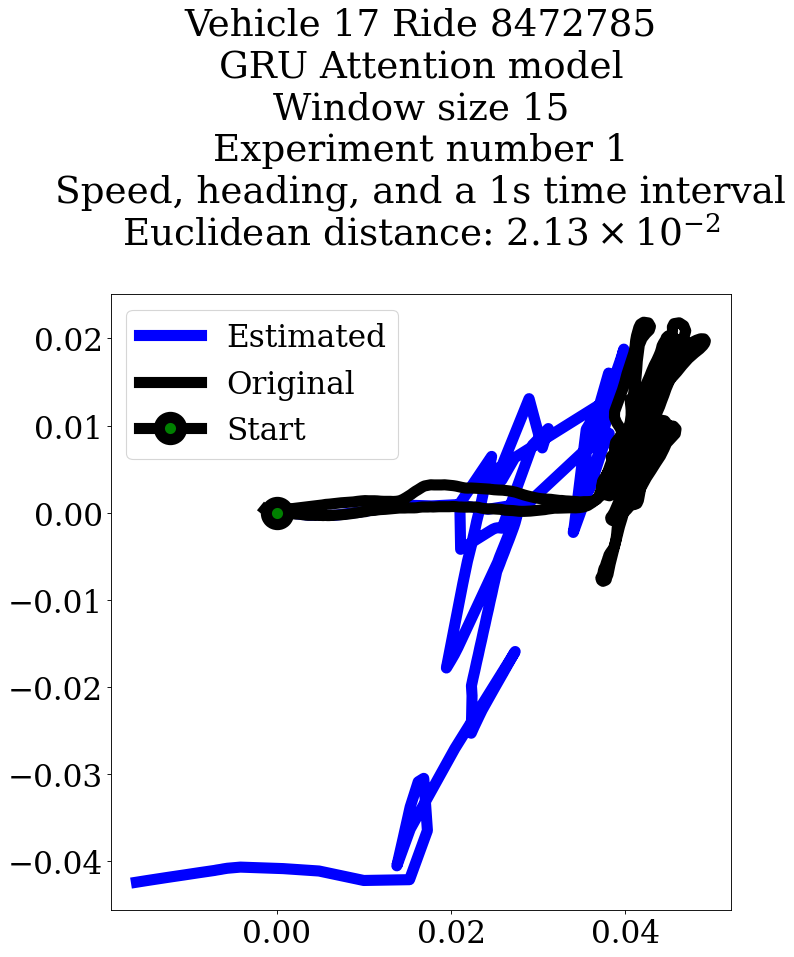 Vehicle 17 Ride 8472785
GRU Attention model
Window size 15
Experiment number 1
Speed, heading, and a 1s time interval
Euclidean distance: 2.13 × 10⁻²
Estimated
Original
Start
0.02
0.01
0.00
−0.01
−0.02
−0.03
−0.04
0.00 0.02 0.04